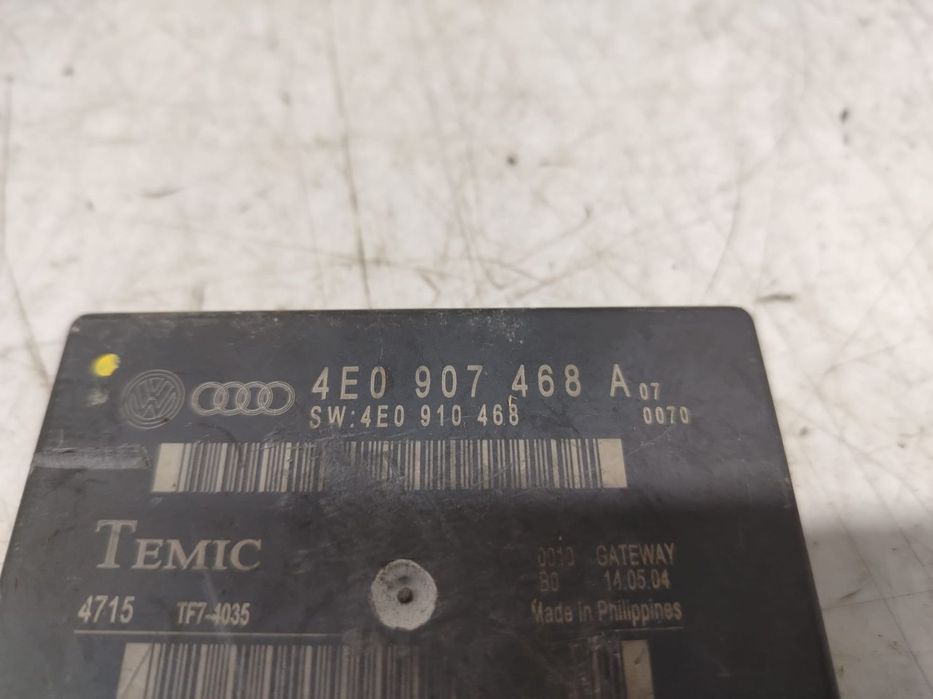 4E0 907 468 A 07
SW:4E0 910 468 0070
TEMIC
0010 GATEWAY
B0 14.05.04
4715 TF7-4035
Made in Philippines